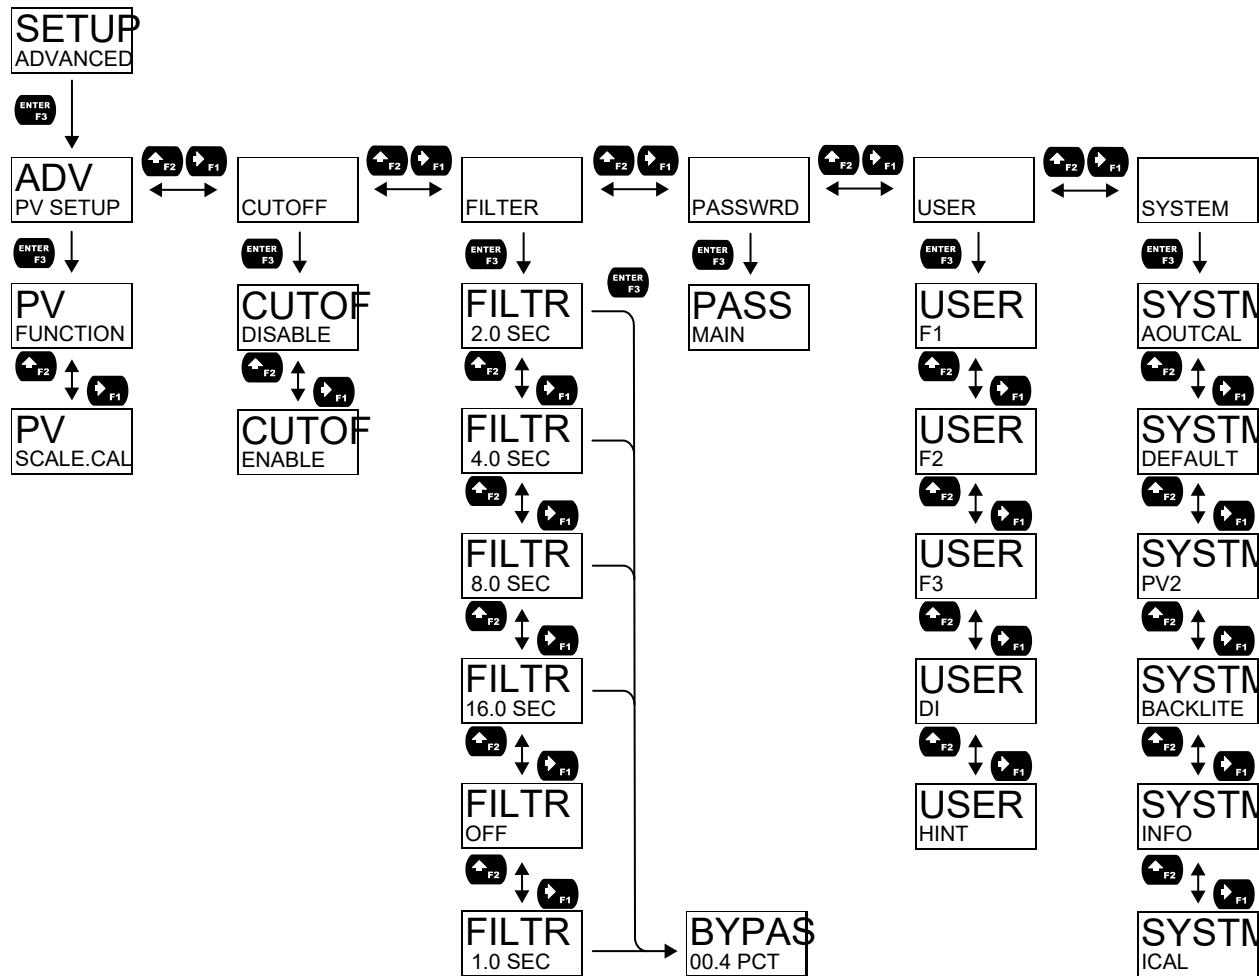 SETUP
ADVANCED
ENTER
F3
ADV
PV SETUP
F2 F1
CUTOFF
F2 F1
FILTER
F2 F1
PASSWRD
F2 F1
USER
F2 F1
SYSTEM
ENTER
F3
ENTER
F3
ENTER
F3
ENTER
F3
ENTER
F3
ENTER
F3
ENTER
F3
PV
FUNCTION
F2
F1
PV
SCALE.CAL
CUTOF
DISABLE
F2
F1
CUTOF
ENABLE
FILTR
2.0 SEC
F2
F1
FILTR
4.0 SEC
F2
F1
FILTR
8.0 SEC
F2
F1
FILTR
16.0 SEC
F2
F1
FILTR
OFF
F2
F1
FILTR
1.0 SEC
BYPAS
00.4 PCT
PASS
MAIN
USER
F1
F2
F1
USER
F2
F2
F1
USER
F3
F2
F1
USER
DI
F2
F1
USER
HINT
SYSTM
AOUTCAL
F2
F1
SYSTM
DEFAULT
F2
F1
SYSTM
PV2
F2
F1
SYSTM
BACKLITE
F2
F1
SYSTM
INFO
F2
F1
SYSTM
ICAL